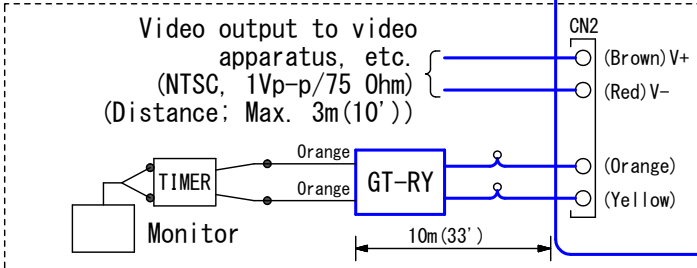 Video output to video
apparatus, etc.
(NTSC, 1Vp-p/75 Ohm)
(Distance; Max. 3m(10'))
CN2
(Brown)V+
(Red)V-
Orange
Orange
TIMER
GT-RY
(Orange)
(Yellow)
Monitor
10m(33')